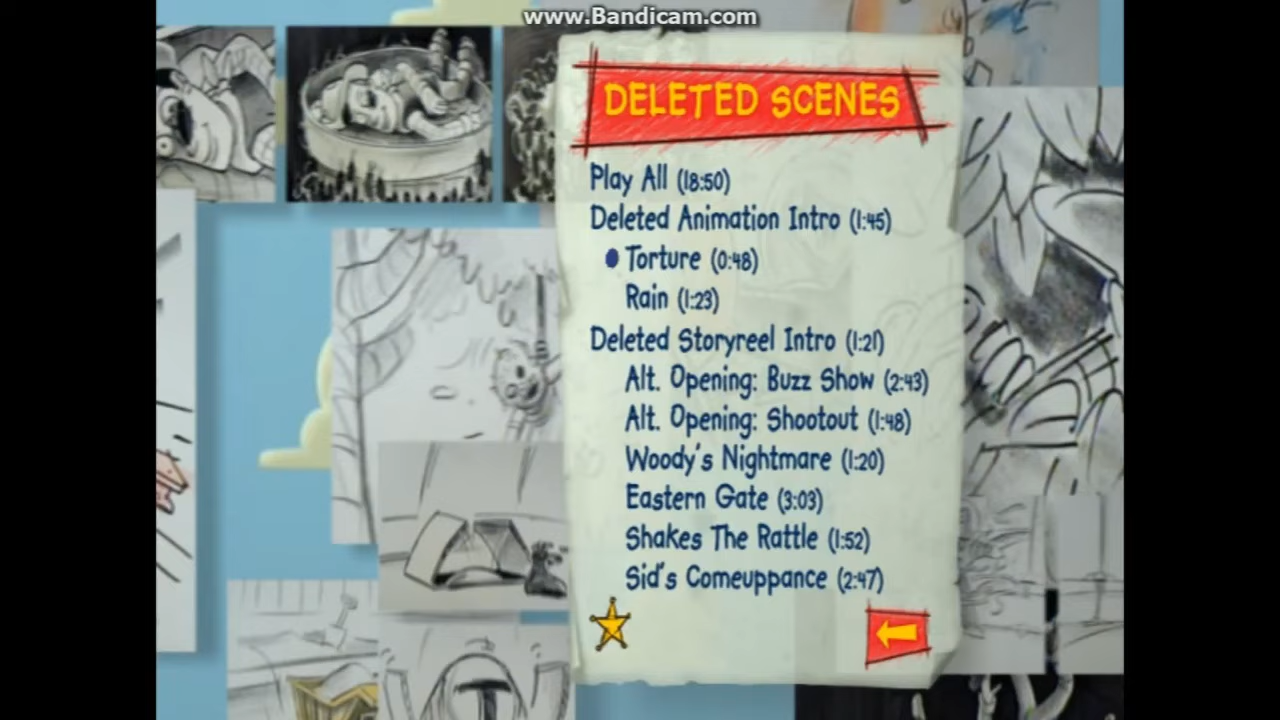 www.Bandicam.com
DELETED SCENES
Play All (18:50)
Deleted Animation Intro (1:45)
Torture (0:48)
Rain (1:23)
Deleted Storyreel Intro (1:21)
Alt. Opening: Buzz Show (2:43)
Alt. Opening: Shootout (1:48)
Woody's Nightmare (1:20)
Eastern Gate (3:03)
Shakes The Rattle (1:52)
Sid's Comeuppance (2:47)